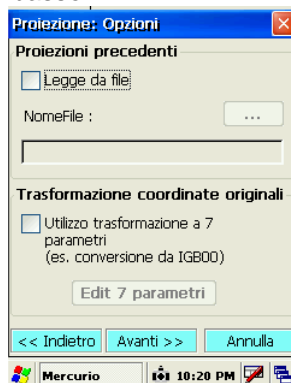 Proiezione: Opzioni
Proiezioni precedenti
Legge da file
NomeFile :
...
Trasformazione coordinate originali
Utilizzo trasformazione a 7
parametri
(es. conversione da IGB00)
Edit 7 parametri
<< Indietro Avanti >> Annulla
Mercurio 10:20 PM